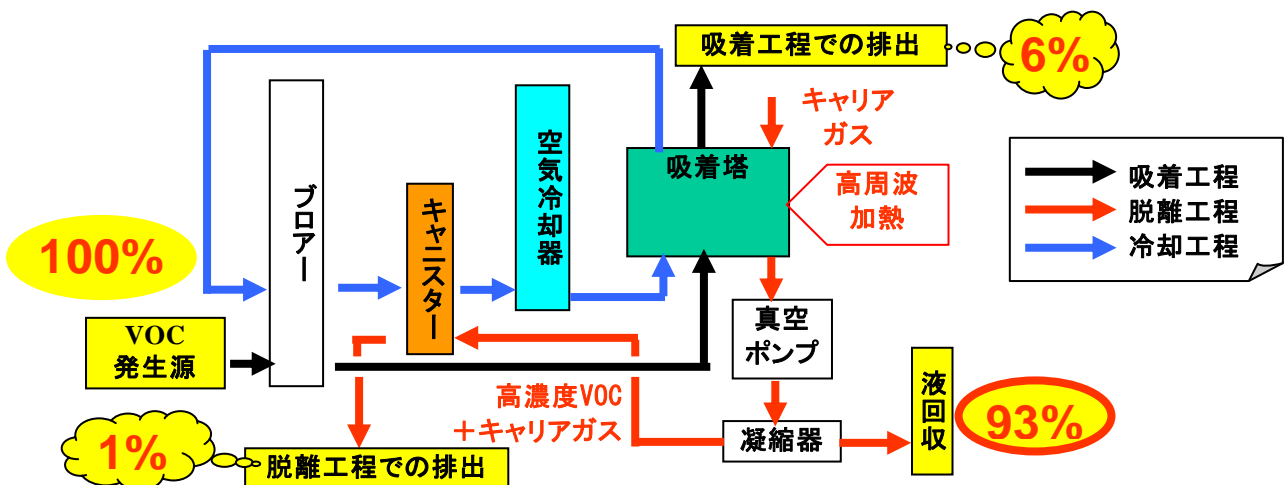 吸着工程での排出
6%
キャリア
ガス
吸着塔
高周波
加熱
空気冷却器
ブロアー
キャニスター
100%
VOC
発生源
吸着工程
脱離工程
冷却工程
真空
ポンプ
高濃度VOC
+キャリアガス
凝縮器
液回収
93%
1%
脱離工程での排出